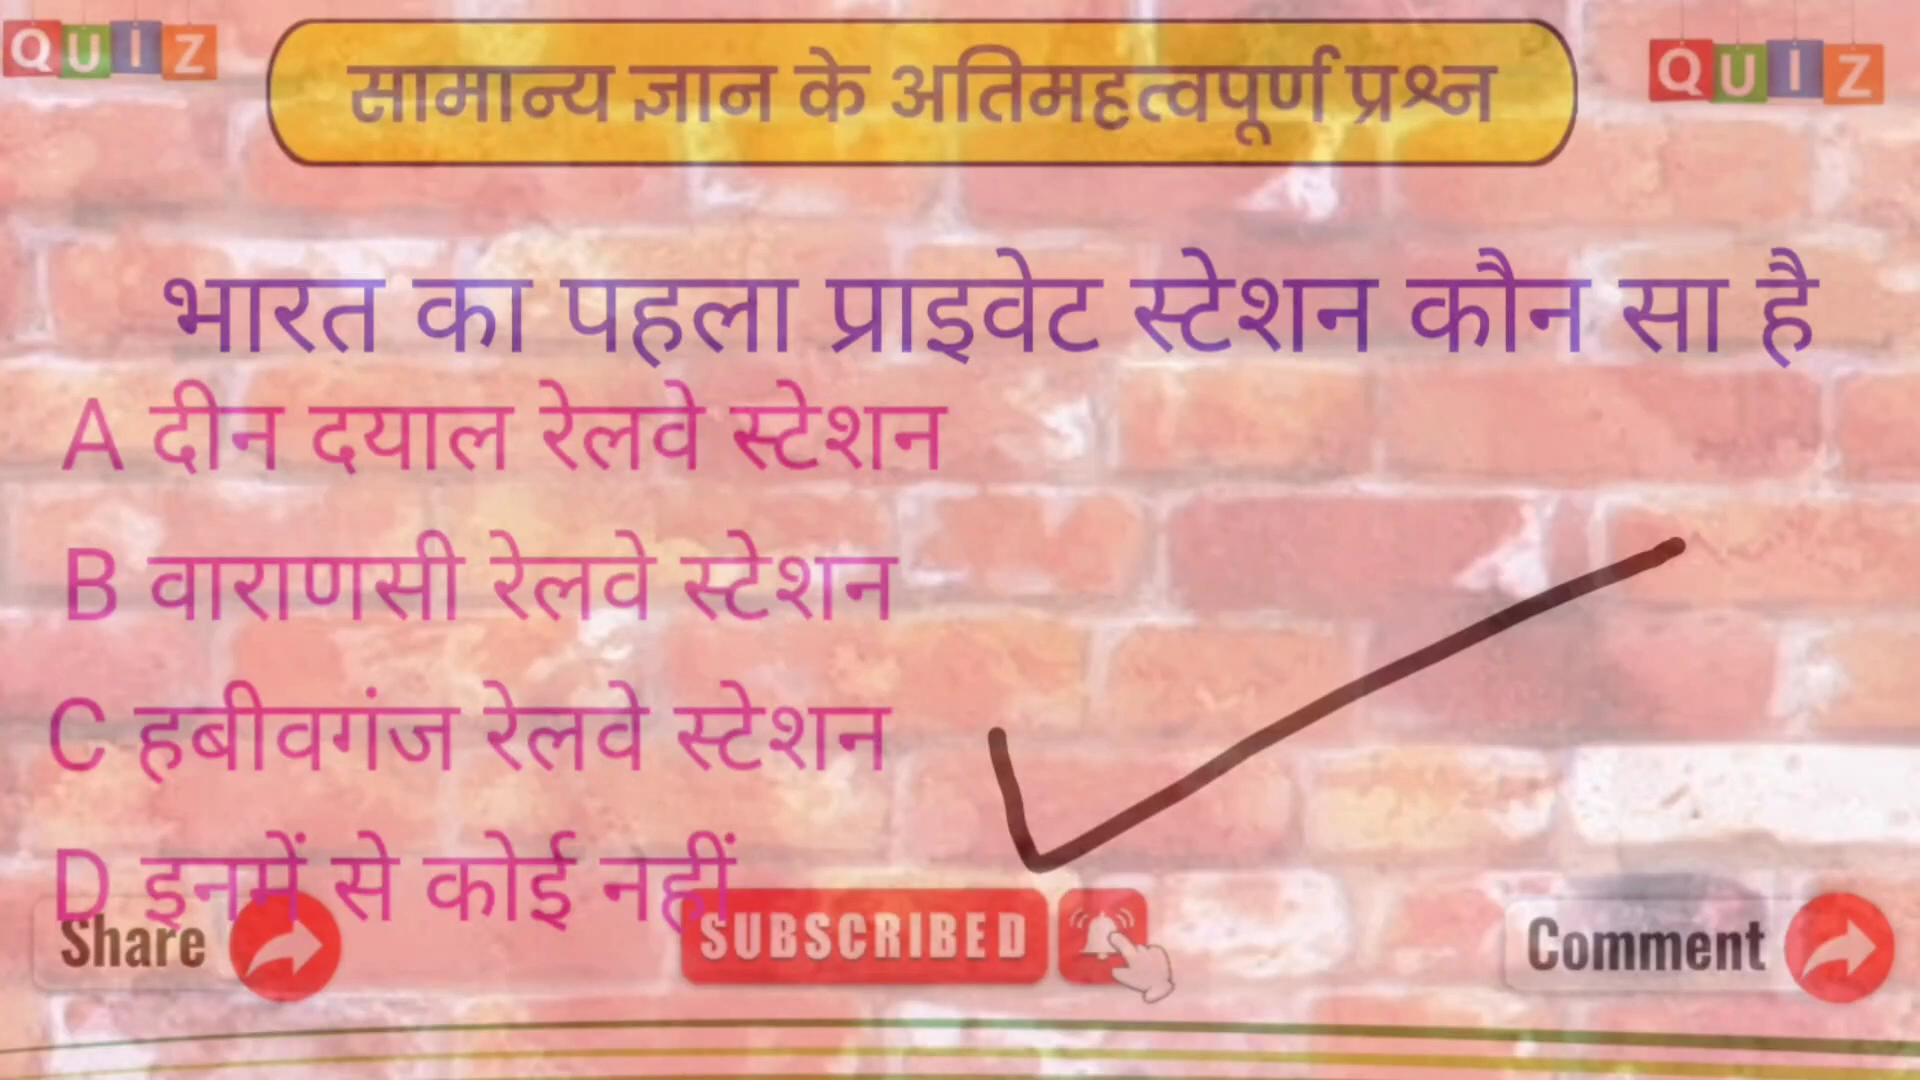 QUIZ
सामान्य ज्ञान के अतिमहत्वपूर्ण प्रश्न
QUIZ
भारत का पहला प्राइवेट स्टेशन कौन सा है
A दीन दयाल रेलवे स्टेशन
B वाराणसी रेलवे स्टेशन
C हबीवगंज रेलवे स्टेशन
D इनमें से कोई नहीं
Share
SUBSCRIBED
Comment